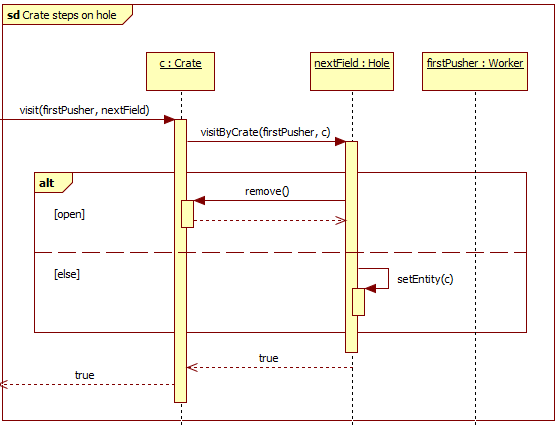 sd Crate steps on hole
c : Crate
nextField : Hole
firstPusher : Worker
visit(firstPusher, nextField)
visitByCrate(firstPusher, c)
alt
remove()
[open]
[else]
setEntity(c)
true
true